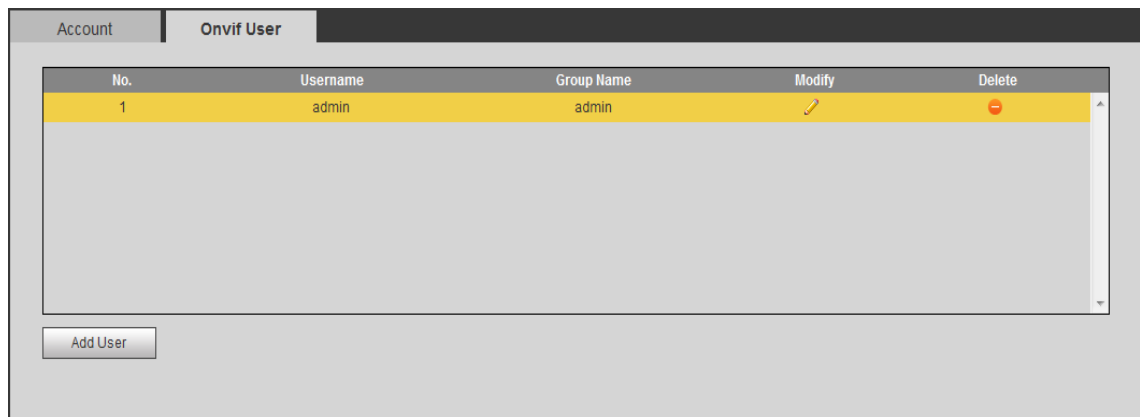 Account Onvif User
No. Username Group Name Modify Delete
1 admin admin
Add User